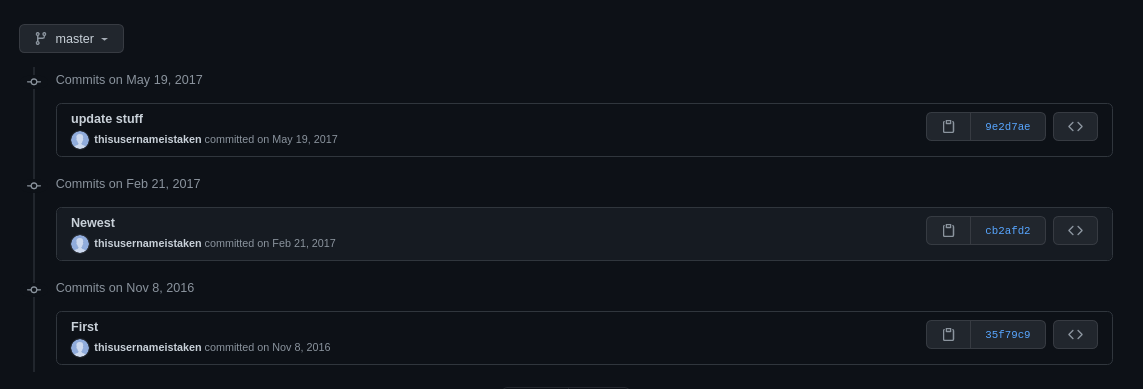 master
Commits on May 19, 2017
update stuff
thisusernameistaken committed on May 19, 2017
9e2d7ae
Commits on Feb 21, 2017
Newest
thisusernameistaken committed on Feb 21, 2017
cb2afd2
Commits on Nov 8, 2016
First
thisusernameistaken committed on Nov 8, 2016
35f79c9